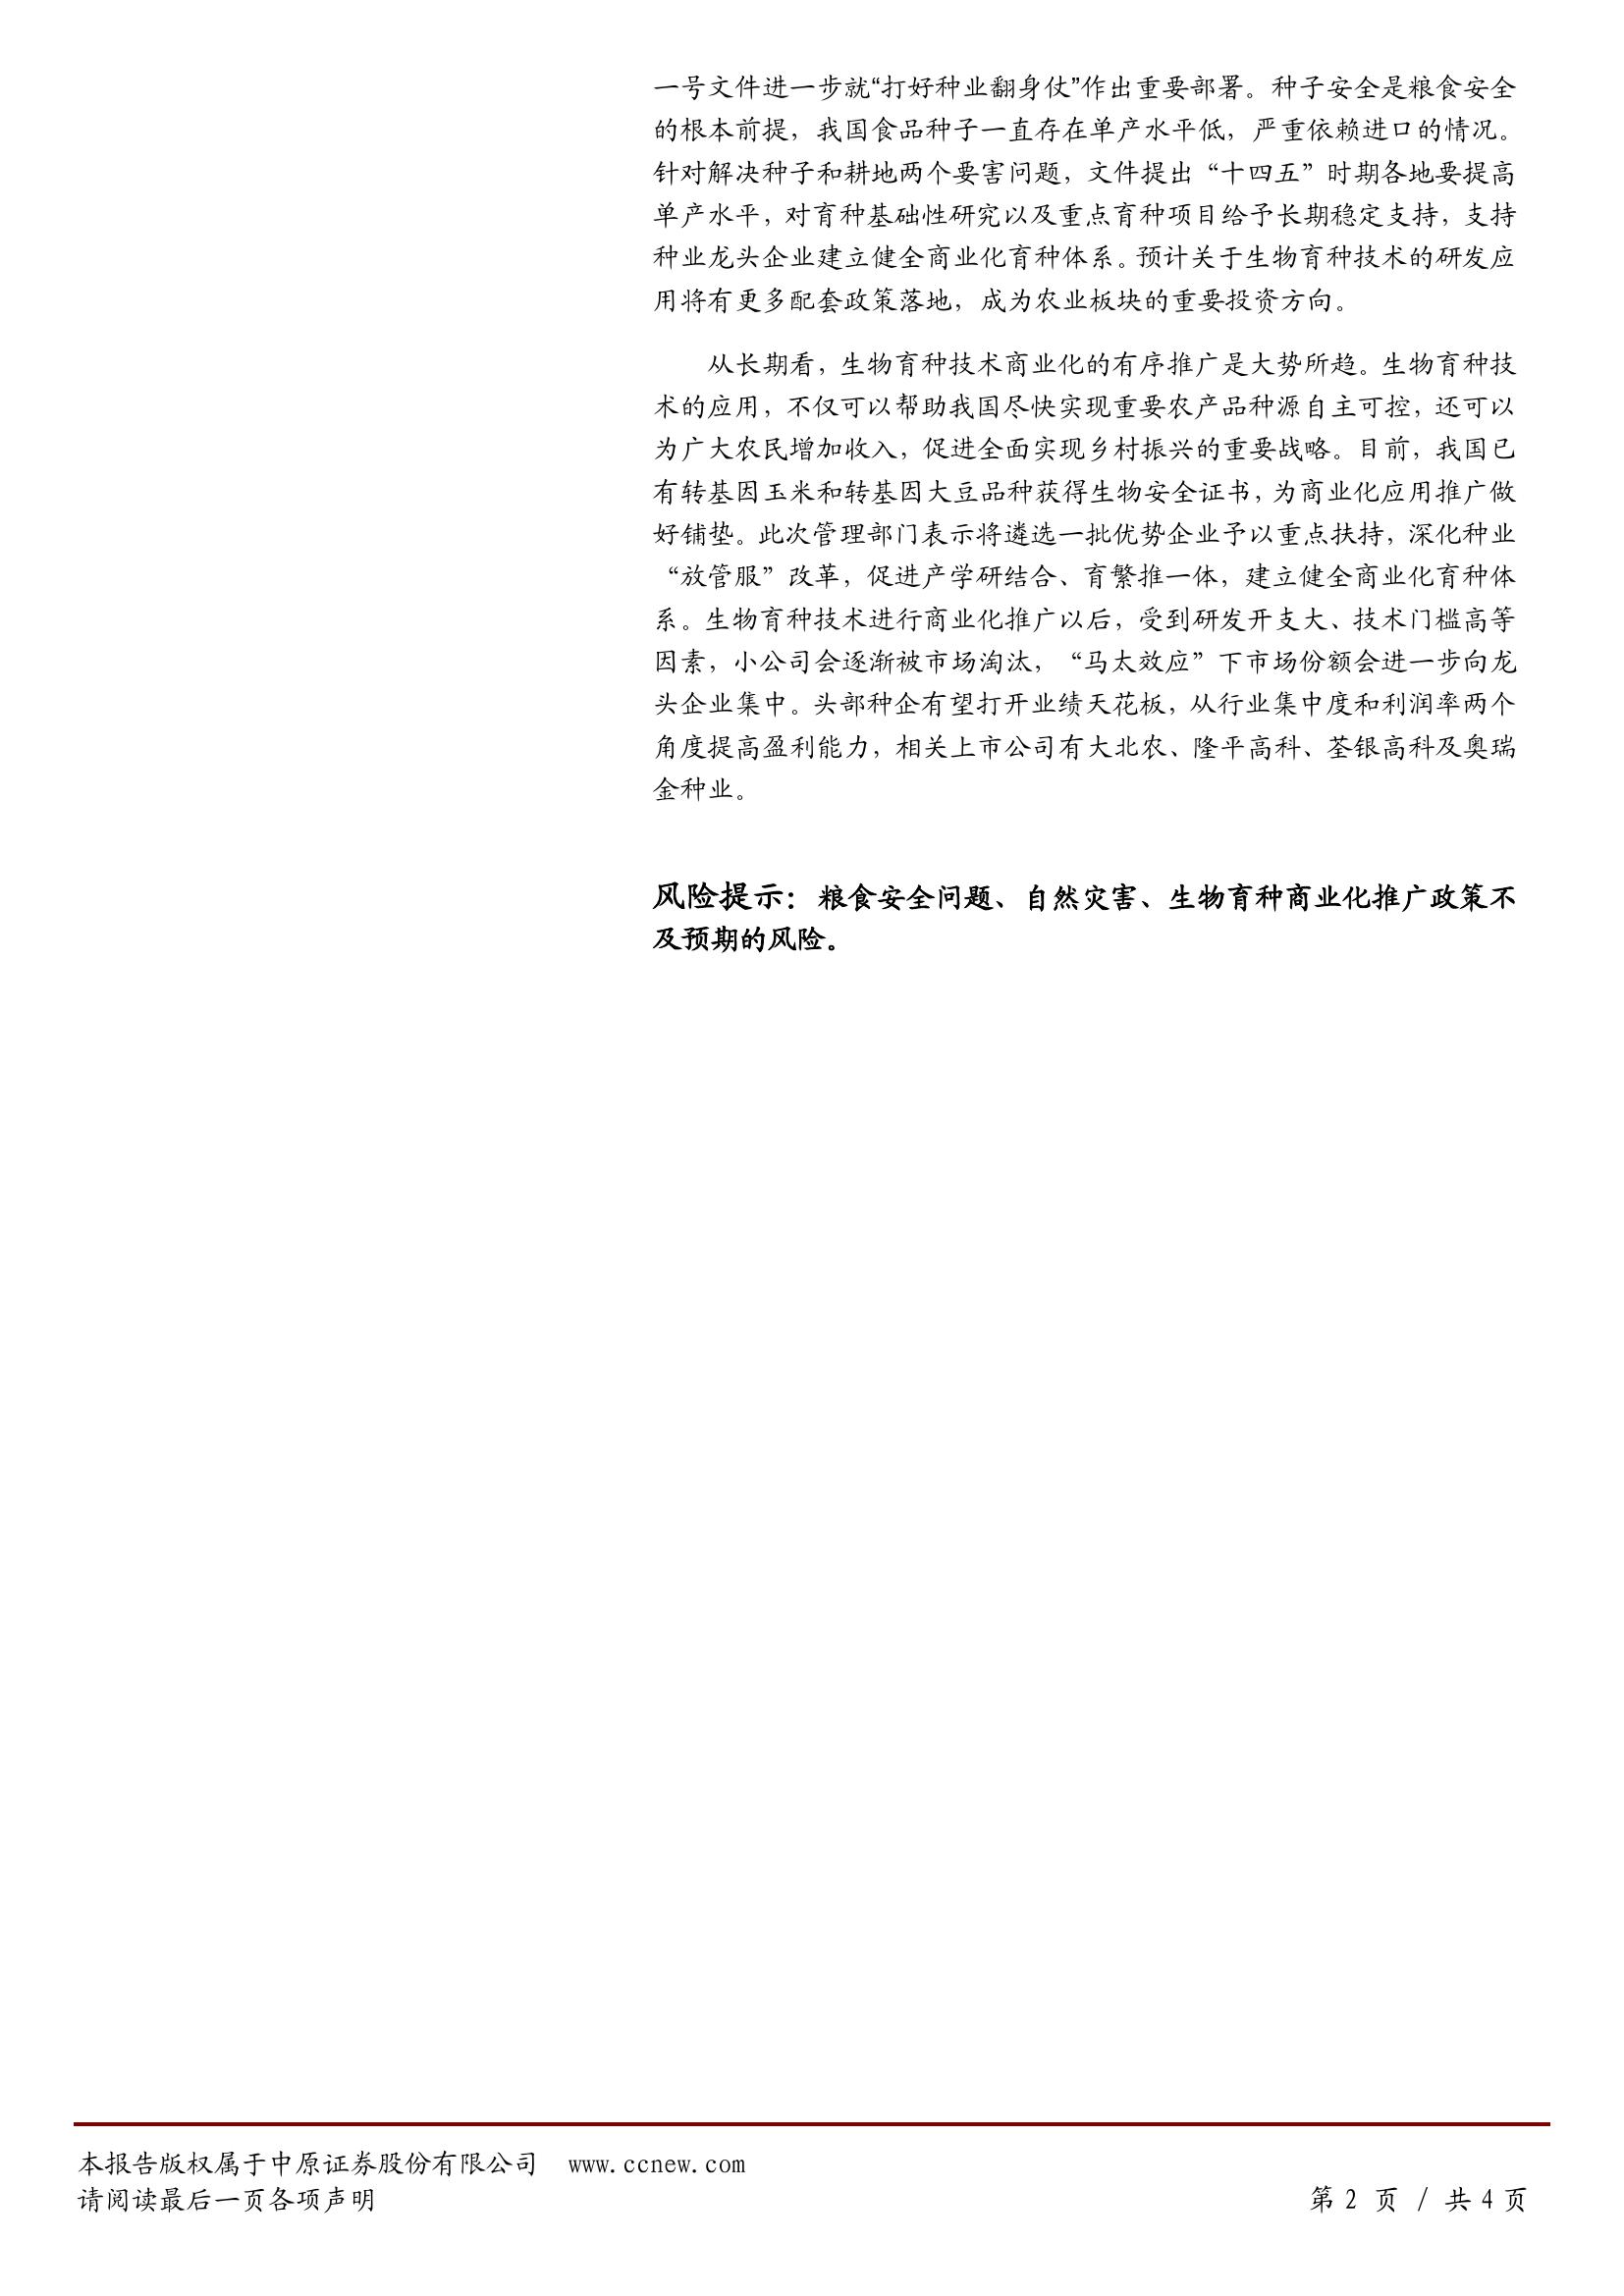 一号文件进一步就“打好种业翻身仗”作出重要部署。种子安全是粮食安全
的根本前提，我国食品种子一直存在单产水平低，严重依赖进口的情况。
针对解决种子和耕地两个要害问题，文件提出“十四五”时期各地要提高
单产水平，对育种基础性研究以及重点育种项目给予长期稳定支持，支持
种业龙头企业建立健全商业化育种体系。预计关于生物育种技术的研发应
用将有更多配套政策落地，成为农业板块的重要投资方向。
从长期看，生物育种技术商业化的有序推广是大势所趋。生物育种技
术的应用，不仅可以帮助我国尽快实现重要农产品种源自主可控，还可以
为广大农民增加收入，促进全面实现乡村振兴的重要战略。目前，我国已
有转基因玉米和转基因大豆品种获得生物安全证书，为商业化应用推广做
好铺垫。此次管理部门表示将遴选一批优势企业予以重点扶持，深化种业
“放管服”改革，促进产学研结合、育繁推一体，建立健全商业化育种体
系。生物育种技术进行商业化推广以后，受到研发开支大、技术门槛高等
因素，小公司会逐渐被市场淘汰，“马太效应”下市场份额会进一步向龙
头企业集中。头部种企有望打开业绩天花板，从行业集中度和利润率两个
角度提高盈利能力，相关上市公司有大北农、隆平高科、荃银高科及奥瑞
金种业。
风险提示：粮食安全问题、自然灾害、生物育种商业化推广政策不
及预期的风险。
本报告版权属于中原证券股份有限公司 www.ccnew.com
请阅读最后一页各项声明 第 2 页 / 共 4 页